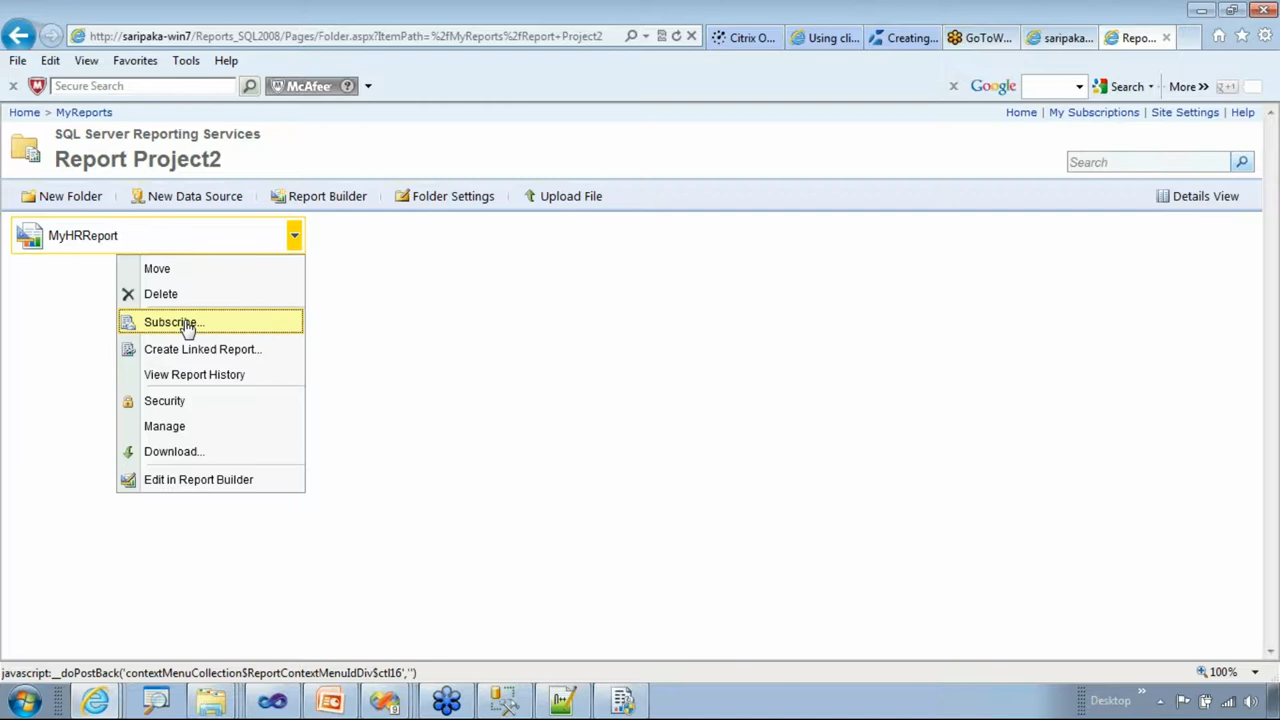 http://saripaka-win7/Reports_SQL2008/Pages/Folder.aspx?ItemPath=%2fMyReports%2fReport+Project2
Citrix O...
Using cli...
Creating...
GoToW...
saripaka...
Repo...
File Edit View Favorites Tools Help
Secure Search
McAfee
Google
Search
More »
Home > MyReports
Home | My Subscriptions | Site Settings | Help
SQL Server Reporting Services
Report Project2
Search
New Folder
New Data Source
Report Builder
Folder Settings
Upload File
Details View
MyHRReport
Move
Delete
Subscribe...
Create Linked Report...
View Report History
Security
Manage
Download...
Edit in Report Builder
javascript:__doPostBack('contextMenuCollection$ReportContextMenuIdDiv$ctl16','')
100%
Desktop